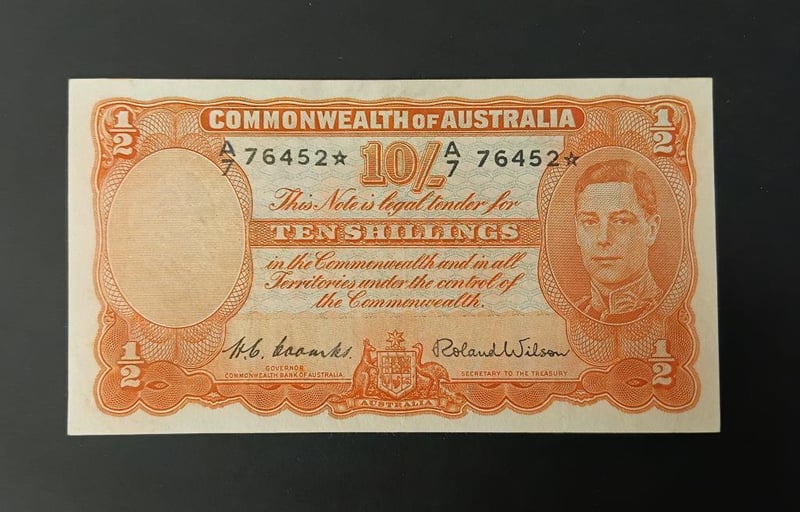 ½ COMMONWEALTH OF AUSTRALIA ½
A/7 76452☆ 10/- A/7 76452☆
This Note is legal tender for
TEN SHILLINGS
in the Commonwealth and in all
Territories under the control of
the Commonwealth.
H.C. Coombs. Roland Wilson
GOVERNOR SECRETARY TO THE TREASURY
COMMONWEALTH BANK OF AUSTRALIA.
½ AUSTRALIA ½